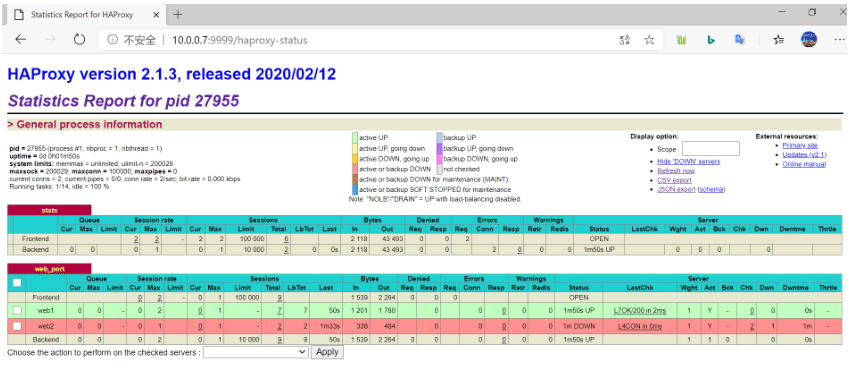 Statistics Report for HAProxy
不安全 | 10.0.0.7:9999/haproxy-status
HAProxy version 2.1.3, released 2020/02/12
Statistics Report for pid 27955
> General process information
pid = 27955 (process #1, nbproc = 1, nbthread = 1)
uptime = 0d 0h01m50s
system limits: memmax = unlimited; ulimit-n = 200029
maxsock = 200029; maxconn = 100000; maxpipes = 0
current conns = 2; current pipes = 0/0; conn rate = 2/sec; bit rate = 0.000 kbps
Running tasks: 1/14; idle = 100 %
active UP backup UP
active UP, going down backup UP, going down
active DOWN, going up backup DOWN, going up
active or backup DOWN not checked
active or backup DOWN for maintenance (MAINT)
active or backup SOFT STOPPED for maintenance
Note: "NOLB"/"DRAIN" = UP with load-balancing disabled.
Display option:
Scope :
Hide 'DOWN' servers
Refresh now
CSV export
JSON export (schema)
External resources:
Primary site
Updates (v2.1)
Online manual
stats
Queue Session rate Sessions Bytes Denied Errors Warnings Server
Cur Max Limit Cur Max Limit Cur Max Limit Total LbTot Last In Out Req Resp Req Conn Resp Retr Redis Status LastChk Wght Act Bck Chk Dwn Dwntme Thrtle
Frontend 2 3 - 2 2 100 000 6 2 118 43 493 0 0 2 OPEN
Backend 0 0 0 1 0 1 10 000 2 0 0s 2 118 43 493 0 0 2 0 0 0 1m50s UP 0 0 0 0
web_port
Queue Session rate Sessions Bytes Denied Errors Warnings Server
Cur Max Limit Cur Max Limit Cur Max Limit Total LbTot Last In Out Req Resp Req Conn Resp Retr Redis Status LastChk Wght Act Bck Chk Dwn Dwntme Thrtle
Frontend 0 2 - 0 1 100 000 9 1 539 2 264 0 0 0 OPEN
web1 0 0 - 0 2 0 1 - 7 7 50s 1 201 1 780 0 0 0 0 0 1m50s UP L7OK/200 in 2ms 1 Y - 0 0 0s -
web2 0 0 - 0 1 0 1 - 2 2 1m33s 338 484 0 0 0 0 0 1m DOWN L4CON in 0ms 1 Y - 2 1 1m -
Backend 0 0 0 2 0 1 10 000 9 9 50s 1 539 2 264 0 0 0 0 0 0 1m50s UP 1 1 0 0 0s
Choose the action to perform on the checked servers : Apply